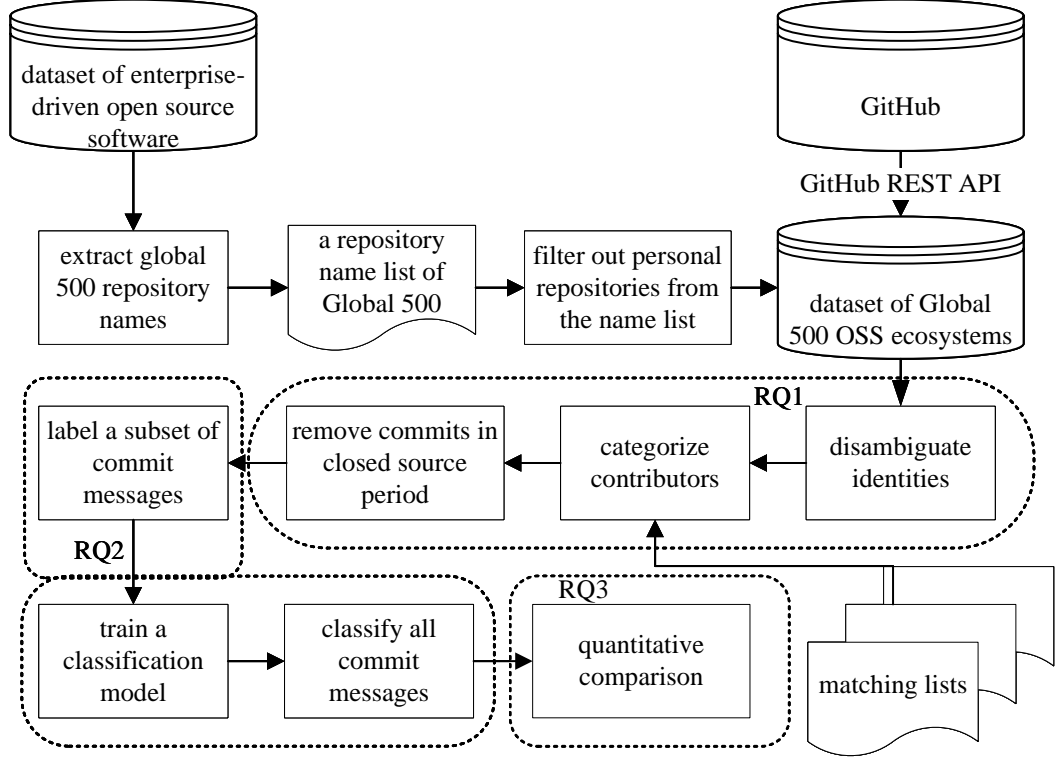 dataset of enterprise-
driven open source
software
GitHub
GitHub REST API
extract global
500 repository
names
a repository
name list of
Global 500
filter out personal
repositories from
the name list
dataset of Global
500 OSS ecosystems
RQ1
label a subset of
commit
messages
remove commits in
closed source
period
categorize
contributors
disambiguate
identities
RQ2
RQ3
train a
classification
model
classify all
commit
messages
quantitative
comparison
matching lists